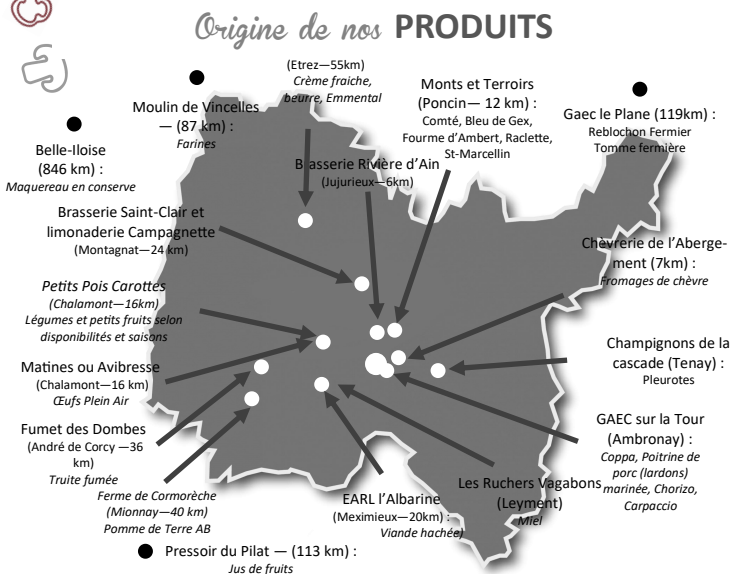 Origine de nos PRODUITS
(Etrez—55km)
Crème fraiche,
beurre, Emmental
Monts et Terroirs
(Poncin— 12 km) :
Comté, Bleu de Gex,
Fourme d'Ambert, Raclette,
St-Marcellin
Gaec le Plane (119km) :
Reblochon Fermier
Tomme fermière
Moulin de Vincelles
— (87 km) :
Farines
Belle-Iloise
(846 km) :
Maquereau en conserve
Brasserie Rivière d'Ain
(Jujurieux—6km)
Brasserie Saint-Clair et
limonaderie Campagnette
(Montagnat—24 km)
Chèvrerie de l'Aberge-
ment (7km) :
Fromages de chèvre
Petits Pois Carottes
(Chalamont—16km)
Légumes et petits fruits selon
disponibilités et saisons
Champignons de la
cascade (Tenay) :
Pleurotes
Matines ou Avibresse
(Chalamont—16 km)
Œufs Plein Air
GAEC sur la Tour
(Ambronay) :
Coppa, Poitrine de
porc (lardons)
marinée, Chorizo,
Carpaccio
Fumet des Dombes
(André de Corcy —36
km)
Truite fumée
Les Ruchers Vagabons
(Leyment)
Miel
Ferme de Cormorèche
(Mionnay—40 km)
Pomme de Terre AB
EARL l'Albarine
(Meximieux—20km) :
Viande hachée)
Pressoir du Pilat — (113 km) :
Jus de fruits